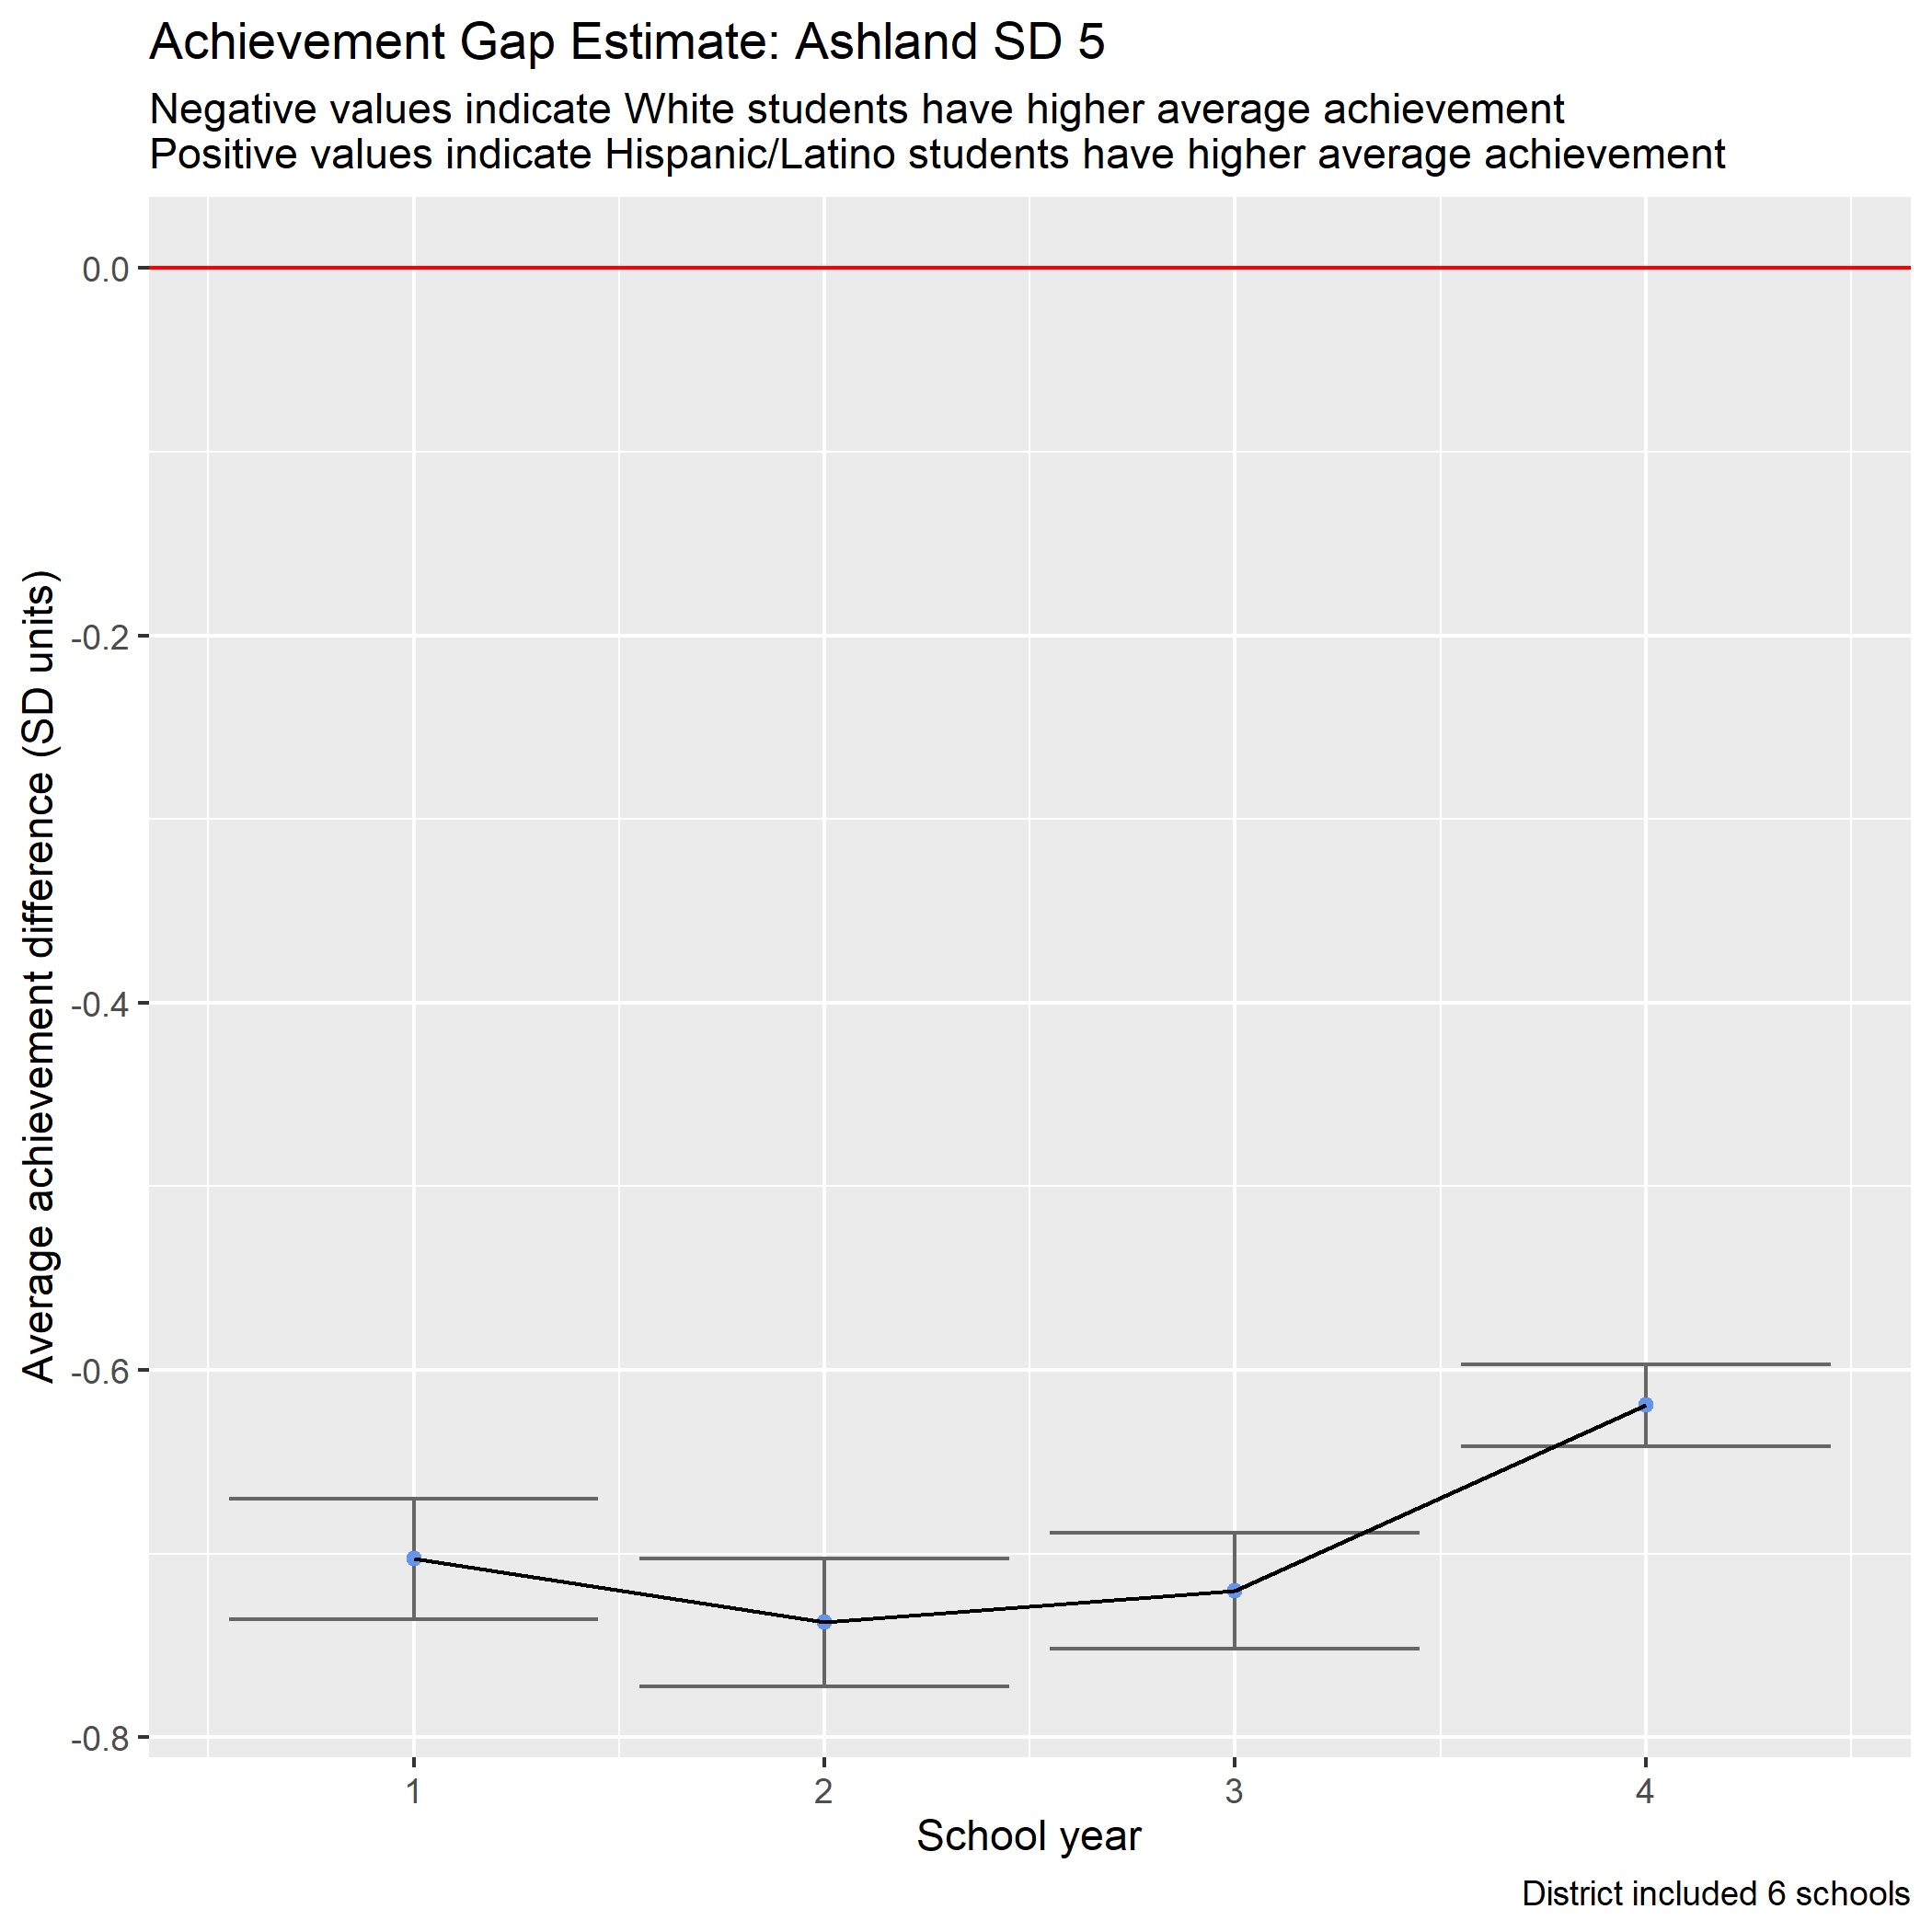 Achievement Gap Estimate: Ashland SD 5
Negative values indicate White students have higher average achievement
Positive values indicate Hispanic/Latino students have higher average achievement
Average achievement difference (SD units)
0.0
-0.2
-0.4
-0.6
-0.8
1
2
3
4
School year
District included 6 schools